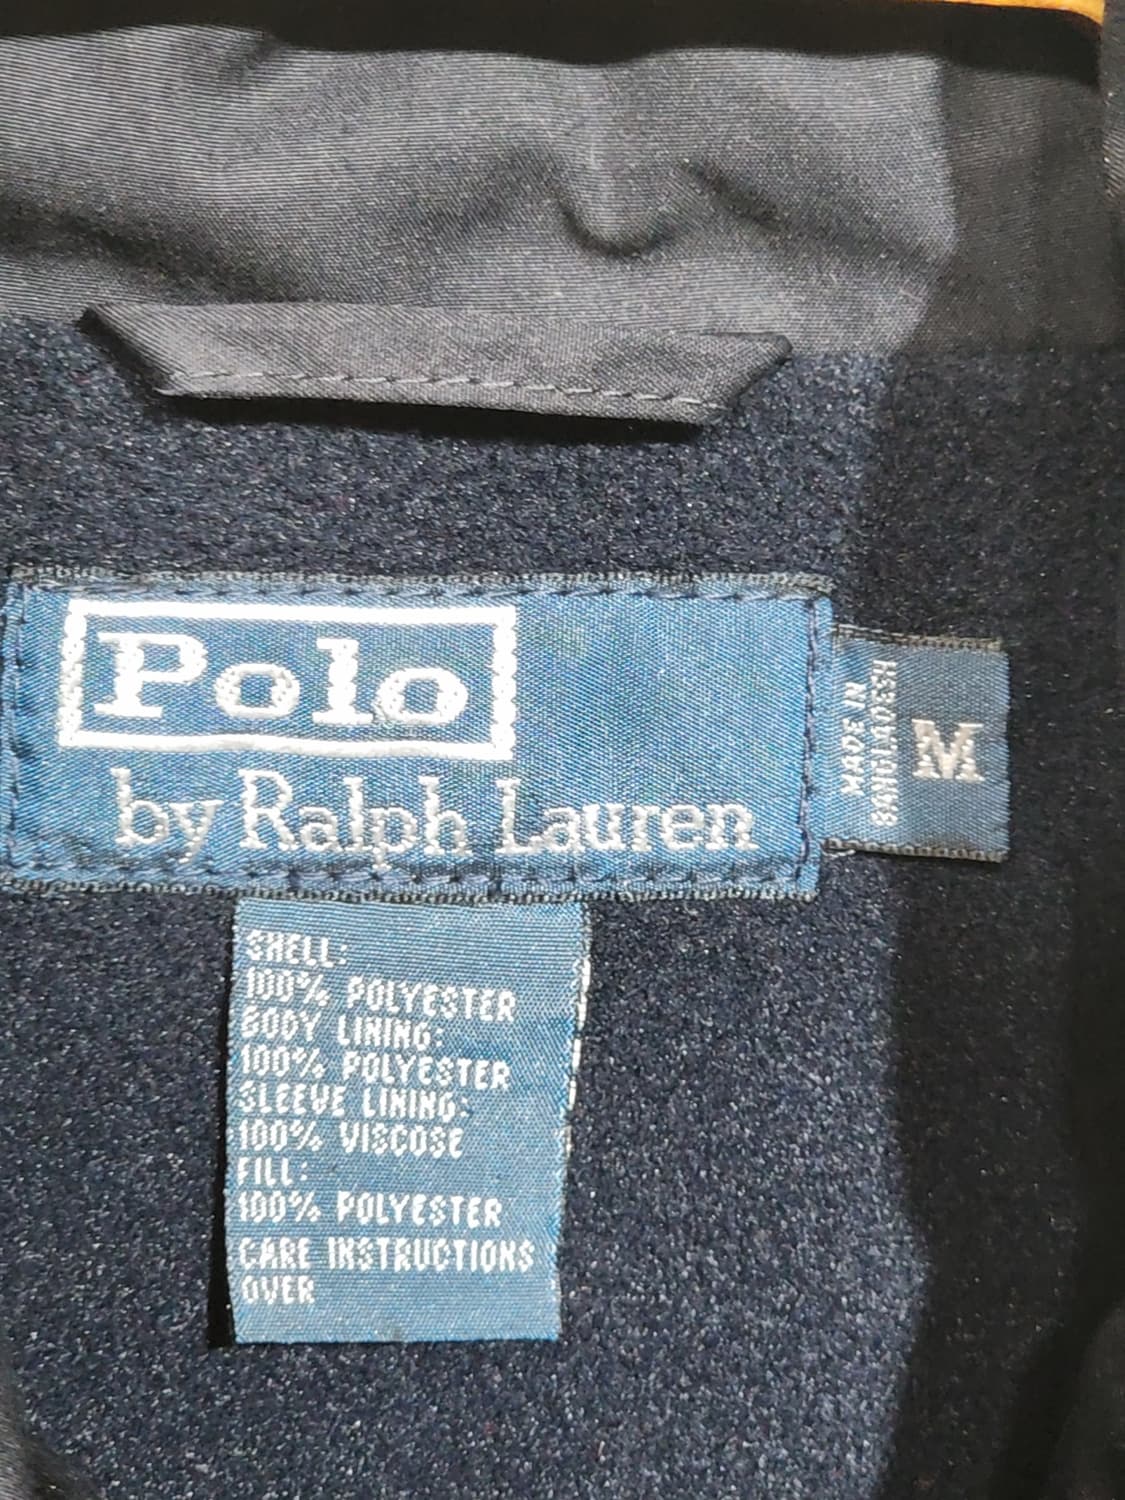 Polo
by Ralph Lauren
MADE IN
BANGLADESH
M
SHELL:
100% POLYESTER
BODY LINING:
100% POLYESTER
SLEEVE LINING:
100% VISCOSE
FILL:
100% POLYESTER
CARE INSTRUCTIONS
OVER